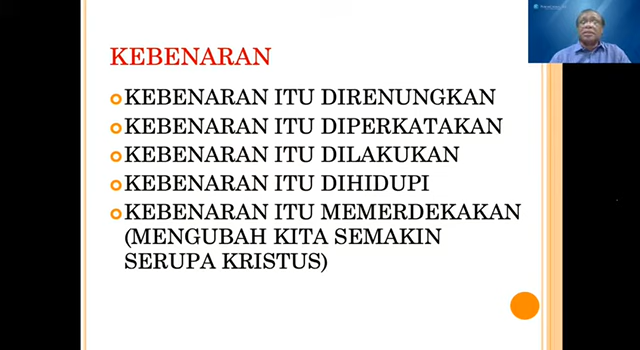 KEBENARAN
KEBENARAN ITU DIRENUNGKAN
KEBENARAN ITU DIPERKATAKAN
KEBENARAN ITU DILAKUKAN
KEBENARAN ITU DIHIDUPI
KEBENARAN ITU MEMERDEKAKAN
(MENGUBAH KITA SEMAKIN
SERUPA KRISTUS)